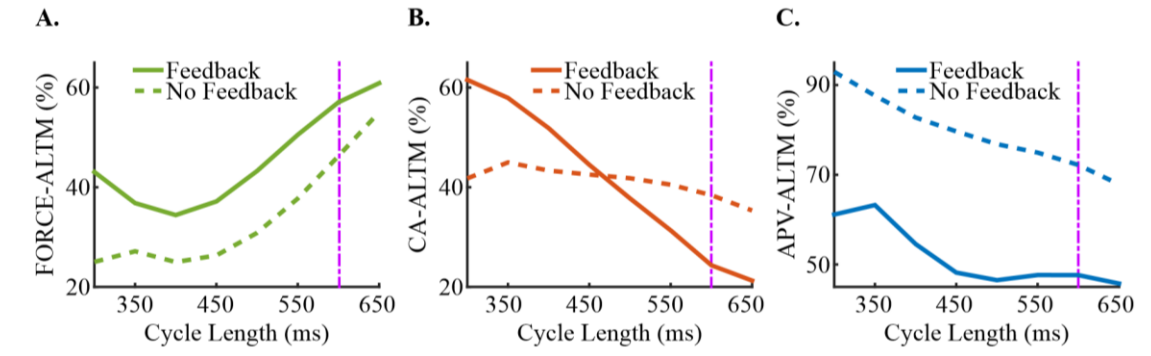 A.
FORCE-ALTM (%)
60
40
20
Feedback
No Feedback
350 450 550 650
Cycle Length (ms)
B.
CA-ALTM (%)
60
40
20
Feedback
No Feedback
350 450 550 650
Cycle Length (ms)
C.
APV-ALTM (%)
90
70
50
Feedback
No Feedback
350 450 550 650
Cycle Length (ms)